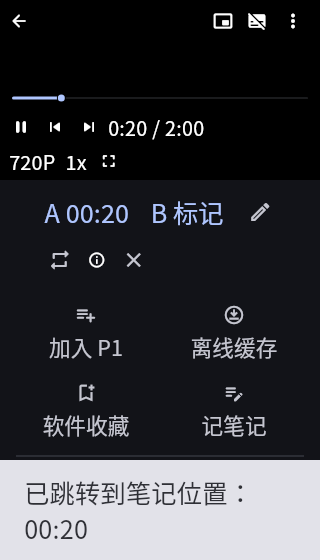 0:20 / 2:00
720P 1x
A 00:20 B 标记
加入 P1 离线缓存
软件收藏 记笔记
已跳转到笔记位置：
00:20